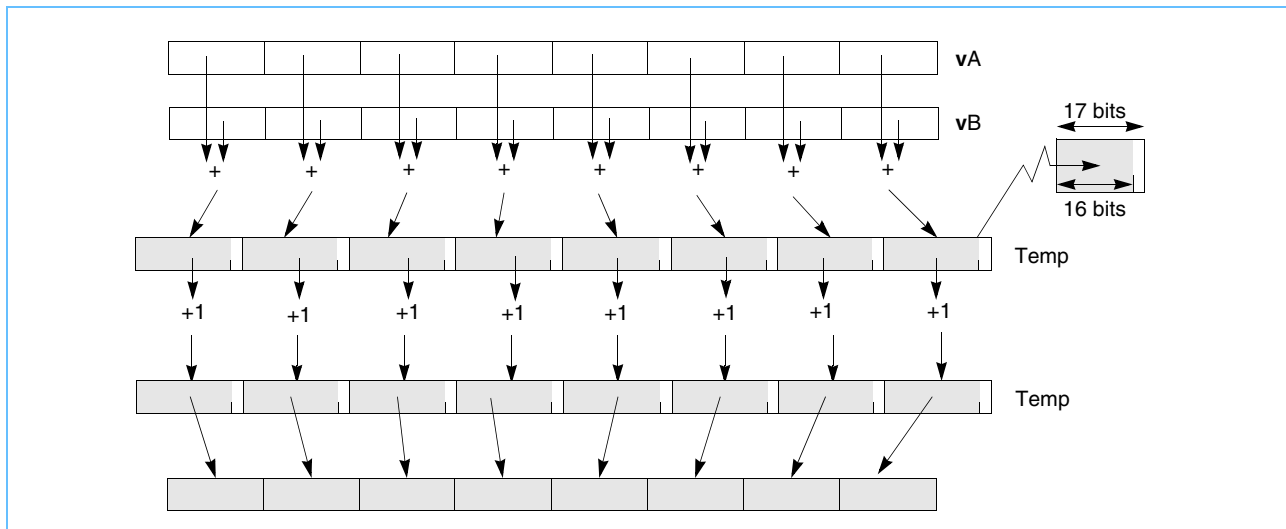 vA
vB
17 bits
+ + + + + + + +
16 bits
Temp
+1 +1 +1 +1 +1 +1 +1 +1
Temp